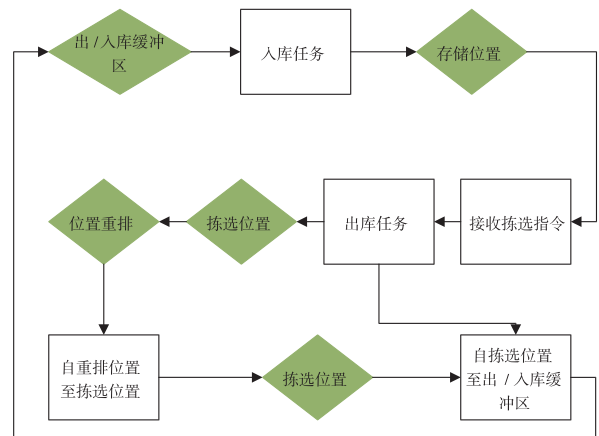 出 /入库缓冲
区
入库任务
存储位置
位置重排
拣选位置
出库任务
接收拣选指令
自重排位置
至拣选位置
拣选位置
自拣选位置
至出 / 入库缓
冲区